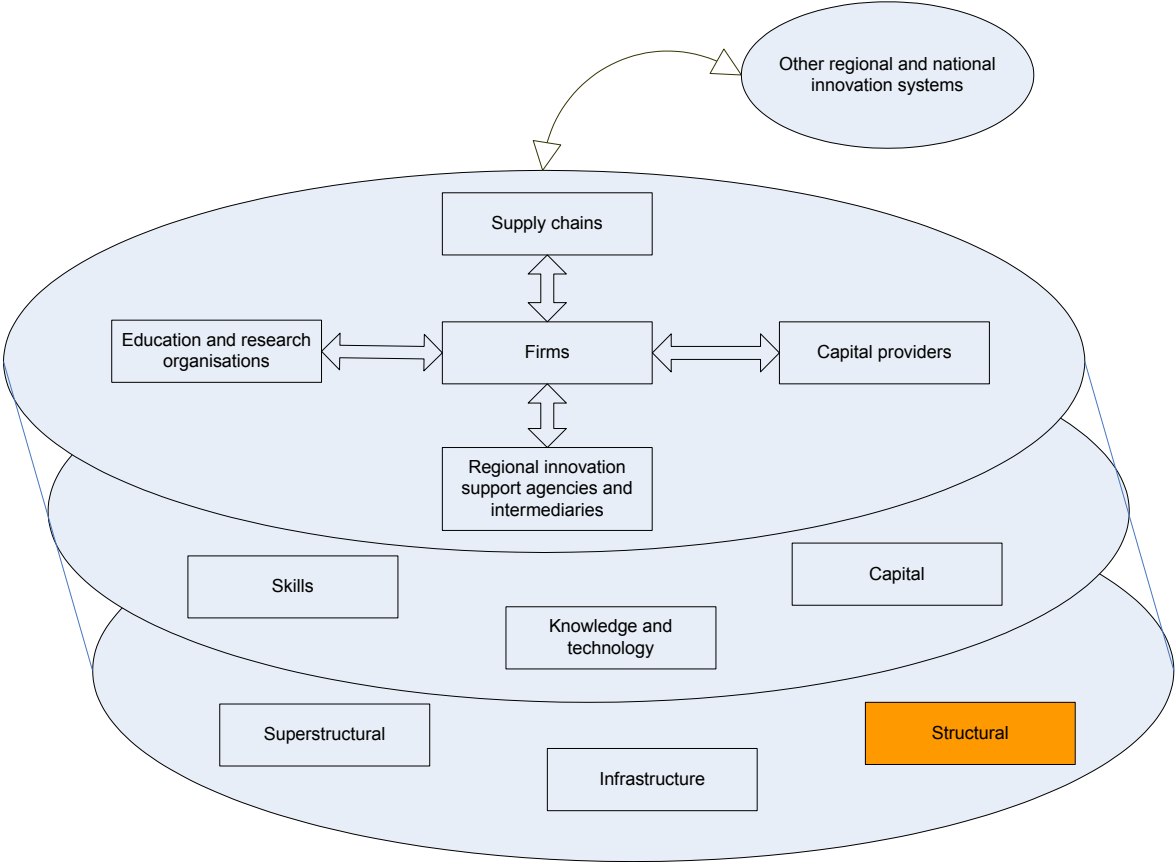 Other regional and national
innovation systems
Supply chains
Education and research
organisations
Firms
Capital providers
Regional innovation
support agencies and
intermediaries
Skills
Capital
Knowledge and
technology
Superstructural
Structural
Infrastructure